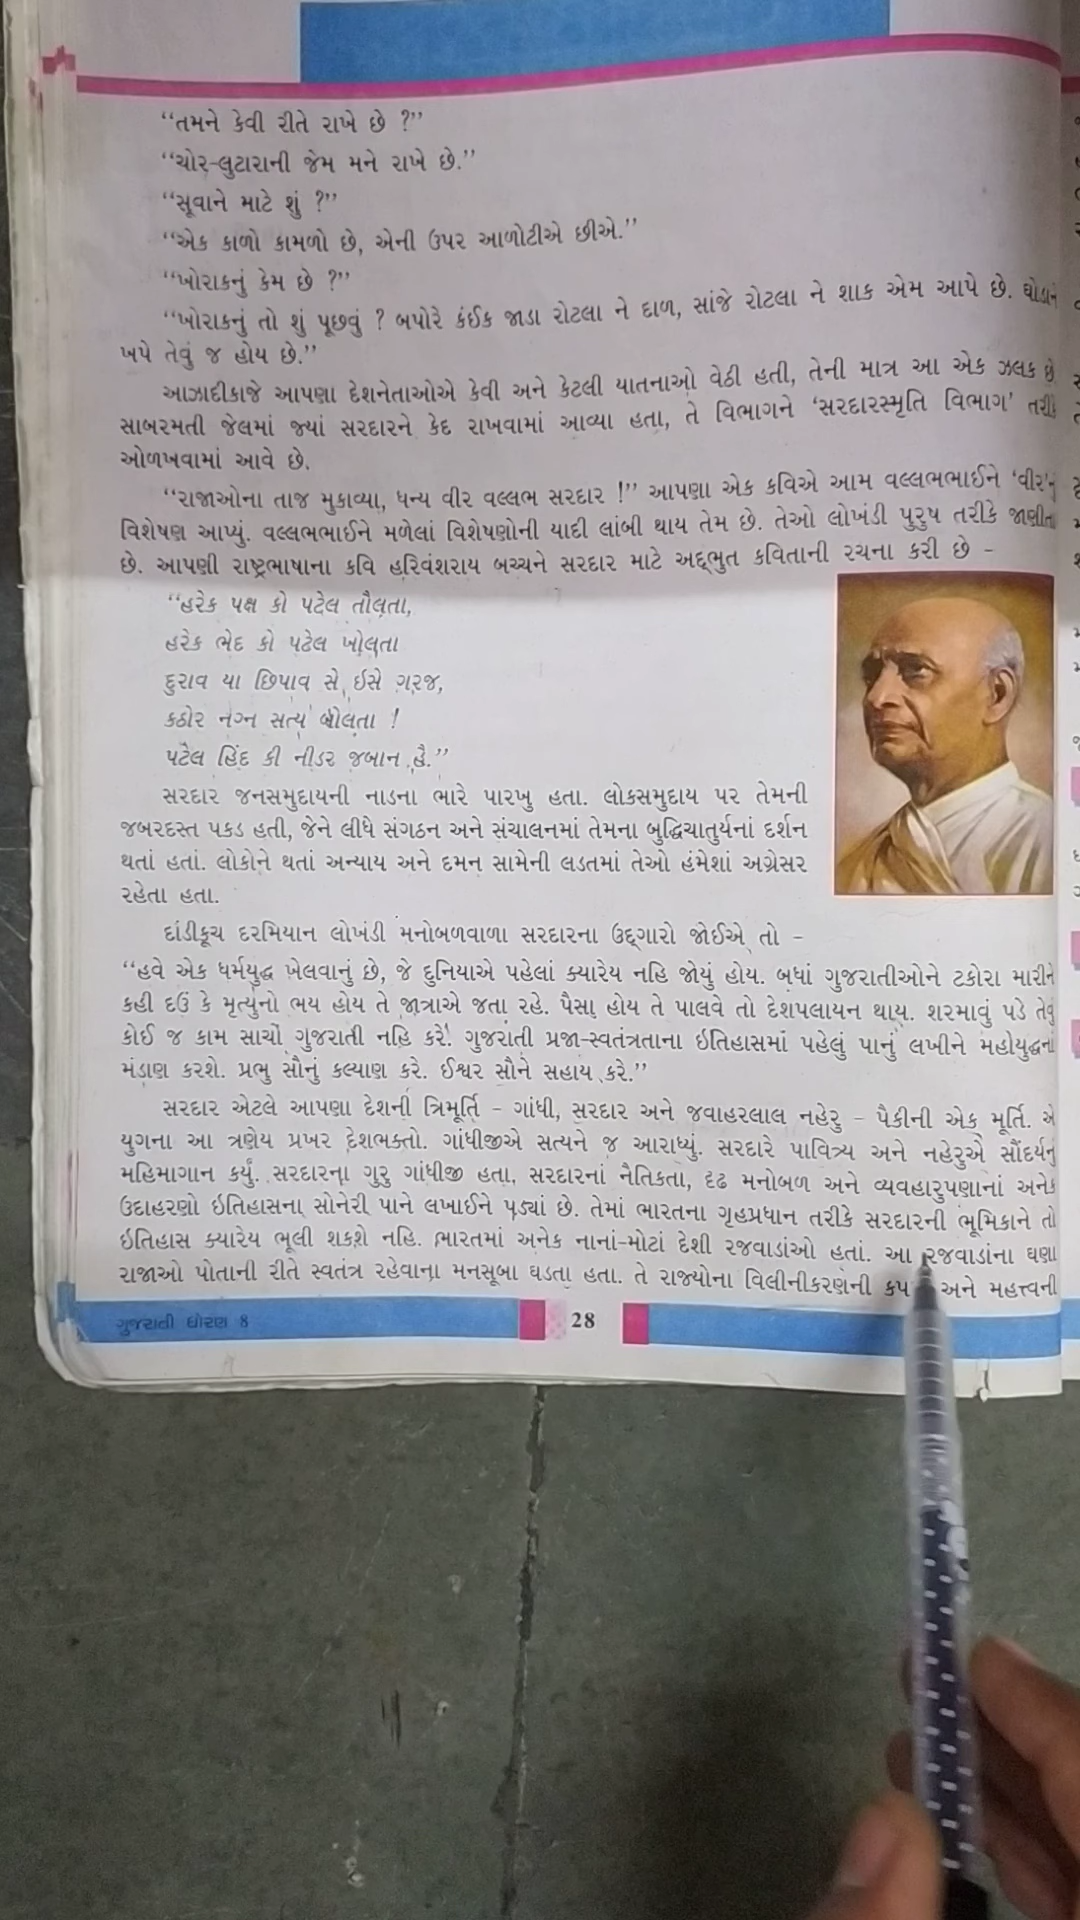 “તમને કેવી રીતે રાખે છે ?”
“ચોર-લુટારાની જેમ મને રાખે છે.”
“સૂવાને માટે શું ?”
“એક કાળો કામળો છે, એની ઉપર આળોટીએ છીએ.”
“ખોરાકનું કેમ છે ?”
“ખોરાકનું તો શું પૂછવું ? બપોરે કંઈક જાડા રોટલા ને દાળ, સાંજે રોટલા ને શાક એમ આપે છે. ઘોડાને
ખપે તેવું જ હોય છે.”
આઝાદીકાજે આપણા દેશનેતાઓએ કેવી અને કેટલી યાતનાઓ વેઠી હતી, તેની માત્ર આ એક ઝલક છે
સાબરમતી જેલમાં જ્યાં સરદારને કેદ રાખવામાં આવ્યા હતા, તે વિભાગને ‘સરદારસ્મૃતિ વિભાગ’ તરીકે
ઓળખવામાં આવે છે.
“રાજાઓના તાજ મુકાવ્યા, ધન્ય વીર વલ્લભ સરદાર !” આપણા એક કવિએ આમ વલ્લભભાઈને ‘વીર’નું
વિશેષણ આપ્યું. વલ્લભભાઈને મળેલાં વિશેષણોની યાદી લાંબી થાય તેમ છે. તેઓ લોખંડી પુરુષ તરીકે જાણીતા
છે. આપણી રાષ્ટ્રભાષાના કવિ હરિવંશરાય બચ્ચને સરદાર માટે અદ્ભુત કવિતાની રચના કરી છે –
“હરેક પક્ષ કો પટેલ તૌલતા,
હરેક ભેદ કો પટેલ ખોલતા
દુરાવ યા છિપાવ સે ઈસે ગરજ,
કઠોર નગ્ન સત્ય બોલતા !
પટેલ હિંદ કી નીડર જબાન હૈ.”
સરદાર જનસમુદાયની નાડના ભારે પારખુ હતા. લોકસમુદાય પર તેમની
જબરદસ્ત પકડ હતી, જેને લીધે સંગઠન અને સંચાલનમાં તેમના બુદ્ધિચાતુર્યનાં દર્શન
થતાં હતાં. લોકોને થતાં અન્યાય અને દમન સામેની લડતમાં તેઓ હંમેશાં અગ્રેસર
રહેતા હતા.
દાંડીકૂચ દરમિયાન લોખંડી મનોબળવાળા સરદારના ઉદ્ગારો જોઈએ તો –
“હવે એક ધર્મયુદ્ધ ખેલવાનું છે, જે દુનિયાએ પહેલાં ક્યારેય નહિ જોયું હોય. બધાં ગુજરાતીઓને ટકોરા મારીને
કહી દઉં કે મૃત્યુનો ભય હોય તે જાત્રાએ જતા રહે. પૈસા હોય તે પાલવે તો દેશપલાયન થાય. શરમાવું પડે તેવું
કોઈ જ કામ સાચો ગુજરાતી નહિ કરે. ગુજરાતી પ્રજા-સ્વતંત્રતાના ઇતિહાસમાં પહેલું પાનું લખીને મહોયુદ્ધનાં
મંડાણ કરશે. પ્રભુ સૌનું કલ્યાણ કરે. ઈશ્વર સૌને સહાય કરે.”
સરદાર એટલે આપણા દેશની ત્રિમૂર્તિ – ગાંધી, સરદાર અને જવાહરલાલ નહેરુ – પૈકીની એક મૂર્તિ. એ
યુગના આ ત્રણેય પ્રખર દેશભક્તો. ગાંધીજીએ સત્યને જ આરાધ્યું. સરદારે પાવિત્ર્ય અને નહેરુએ સૌંદર્યનું
મહિમાગાન કર્યું. સરદારના ગુરુ ગાંધીજી હતા, સરદારનાં નૈતિકતા, દૃઢ મનોબળ અને વ્યવહારુપણાનાં અનેક
ઉદાહરણો ઇતિહાસના સોનેરી પાને લખાઈને પડ્યાં છે. તેમાં ભારતના ગૃહપ્રધાન તરીકે સરદારની ભૂમિકાને તો
ઇતિહાસ ક્યારેય ભૂલી શકશે નહિ. ભારતમાં અનેક નાનાં-મોટાં દેશી રજવાડાંઓ હતાં. આ રજવાડાંના ઘણા
રાજાઓ પોતાની રીતે સ્વતંત્ર રહેવાના મનસૂબા ઘડતા હતા. તે રાજ્યોના વિલીનીકરણની અને મહત્ત્વની
ગુજરાતી ધોરણ 8
28